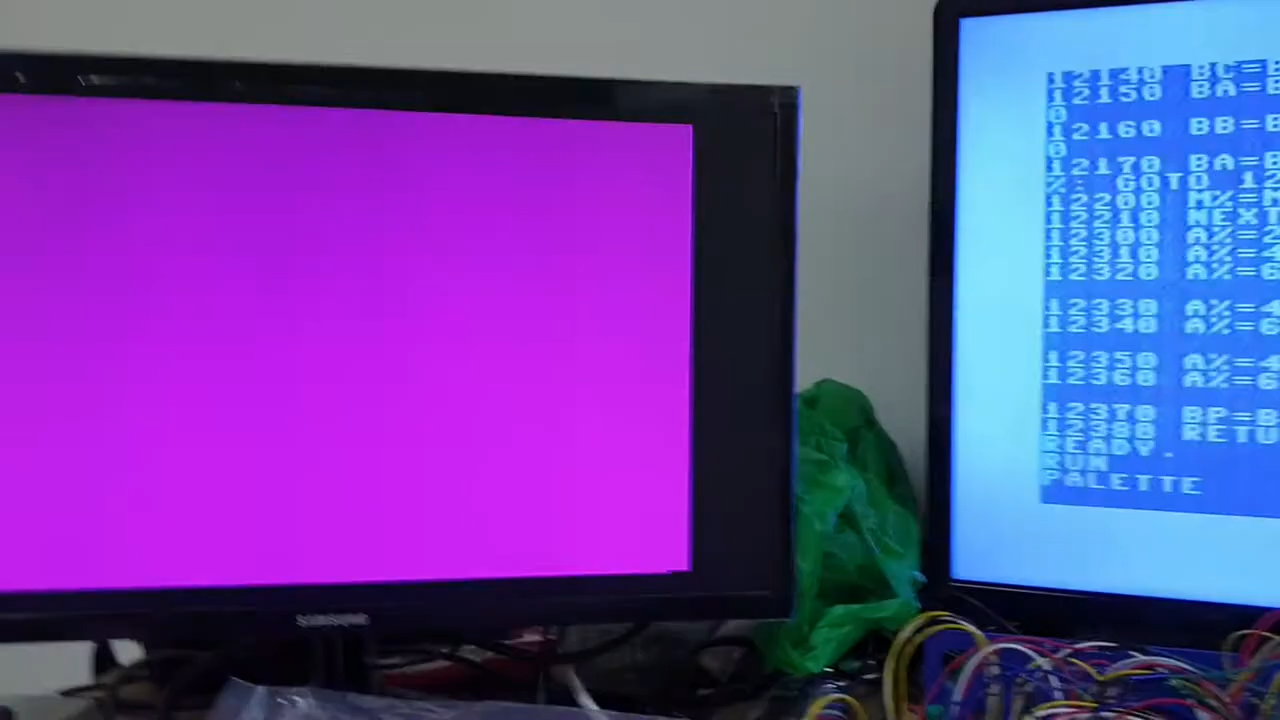 SAMSUNG
12140 BC=
12150 BA=
0
12160 BB=
0
12170 BA=
%: GOTO 12
12200 M%=
12210 NEXT
12300 A%=2
12310 A%=4
12320 A%=6
12330 A%=4
12340 A%=6
12350 A%=4
12360 A%=6
12370 BP=
12380 RETU
READY.
RUN
PALETTE